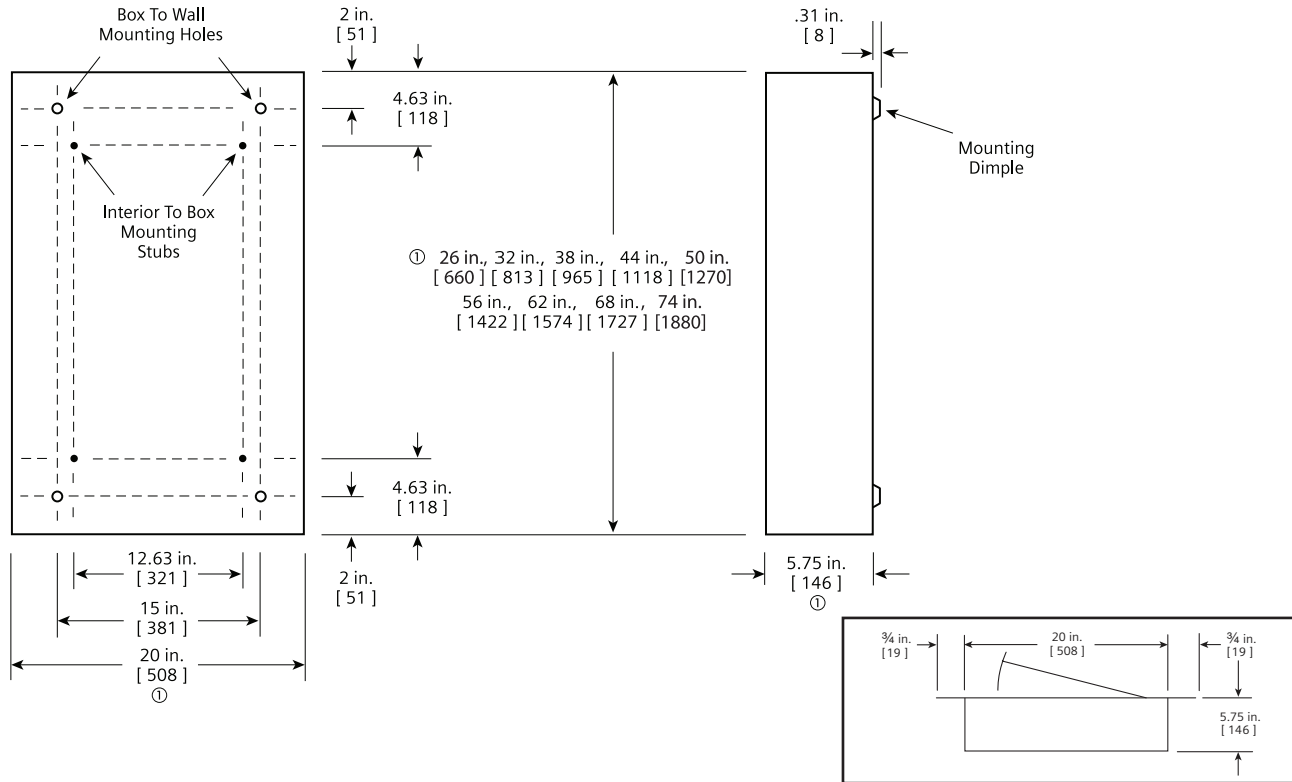 Box To Wall
Mounting Holes
2 in.
[ 51 ]
.31 in.
[ 8 ]
4.63 in.
[ 118 ]
Mounting
Dimple
Interior To Box
Mounting
Stubs
① 26 in., 32 in., 38 in., 44 in., 50 in.
[ 660 ] [ 813 ] [ 965 ] [ 1118 ] [1270]
56 in., 62 in., 68 in., 74 in.
[ 1422 ] [ 1574 ] [ 1727 ] [1880]
4.63 in.
[ 118 ]
12.63 in.
[ 321 ]
2 in.
[ 51 ]
5.75 in.
[ 146 ]
①
15 in.
[ 381 ]
20 in.
[ 508 ]
①
¾ in.
[19 ]
20 in.
[ 508 ]
¾ in.
[ 19 ]
5.75 in.
[ 146 ]